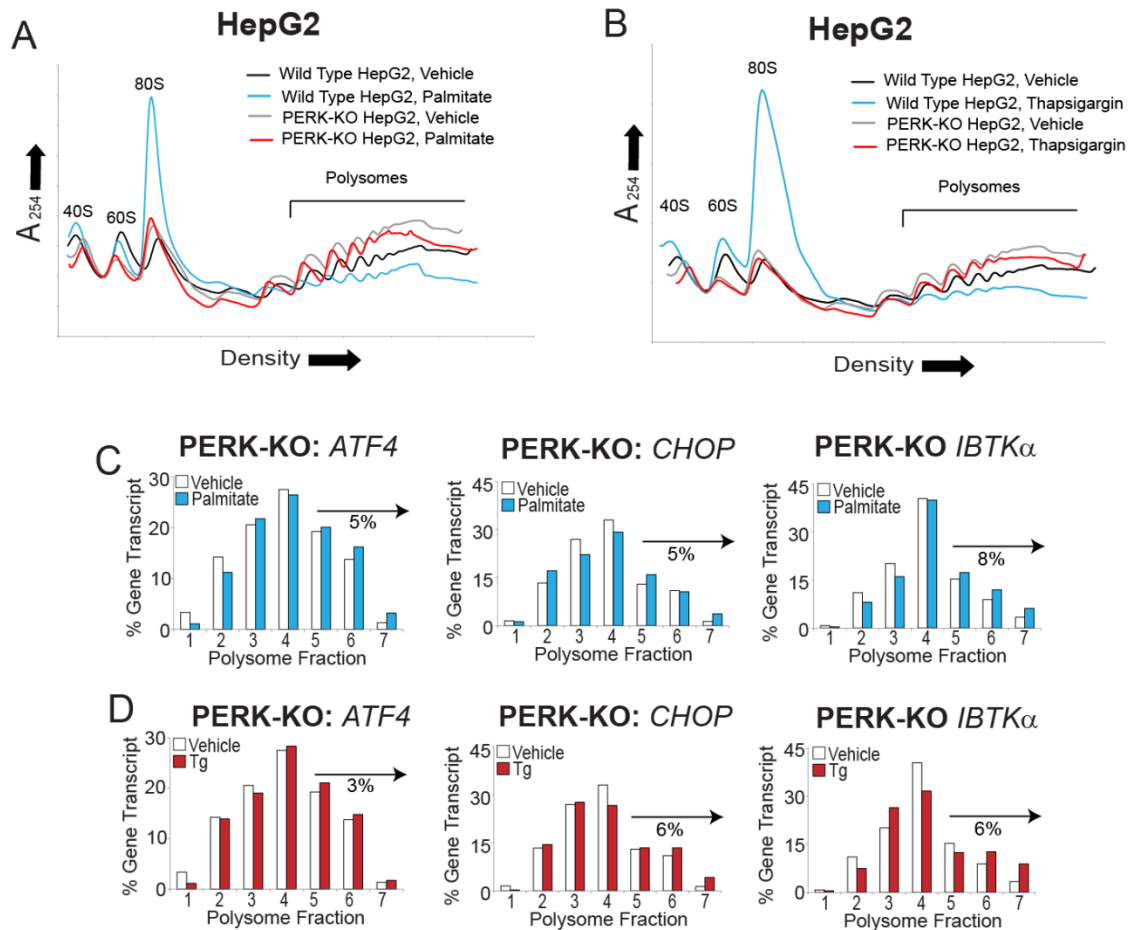 A
HepG2
Wild Type HepG2, Vehicle
Wild Type HepG2, Palmitate
PERK-KO HepG2, Vehicle
PERK-KO HepG2, Palmitate
80S
40S
60S
Polysomes
A254
Density
B
HepG2
Wild Type HepG2, Vehicle
Wild Type HepG2, Thapsigargin
PERK-KO HepG2, Vehicle
PERK-KO HepG2, Thapsigargin
80S
40S
60S
Polysomes
A254
Density
C
PERK-KO: ATF4
Vehicle
Palmitate
5%
% Gene Transcript
30
20
10
0
1 2 3 4 5 6 7
Polysome Fraction
PERK-KO: CHOP
Vehicle
Palmitate
5%
% Gene Transcript
45
30
15
0
1 2 3 4 5 6 7
Polysome Fraction
PERK-KO IBTKα
Vehicle
Palmitate
8%
% Gene Transcript
45
30
15
0
1 2 3 4 5 6 7
Polysome Fraction
D
PERK-KO: ATF4
Vehicle
Tg
3%
% Gene Transcript
30
20
10
0
1 2 3 4 5 6 7
Polysome Fraction
PERK-KO: CHOP
Vehicle
Tg
6%
% Gene Transcript
45
30
15
0
1 2 3 4 5 6 7
Polysome Fraction
PERK-KO IBTKα
Vehicle
Tg
6%
% Gene Transcript
45
30
15
0
1 2 3 4 5 6 7
Polysome Fraction